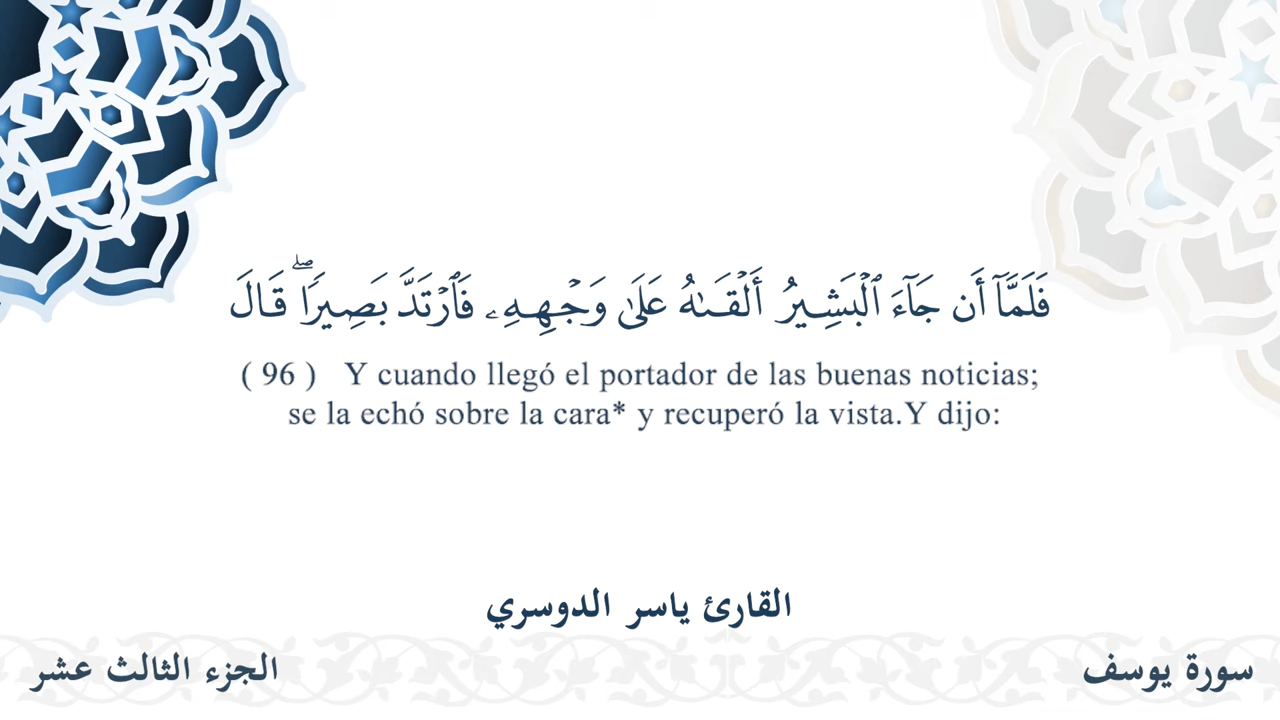 فَلَمَّآ أَن جَآءَ ٱلْبَشِيرُ أَلْقَىٰهُ عَلَىٰ وَجْهِهِۦ فَٱرْتَدَّ بَصِيرًۭا ۖ قَالَ
( 96 ) Y cuando llegó el portador de las buenas noticias;
se la echó sobre la cara* y recuperó la vista.Y dijo:
القارئ ياسر الدوسري
سورة يوسف
الجزء الثالث عشر